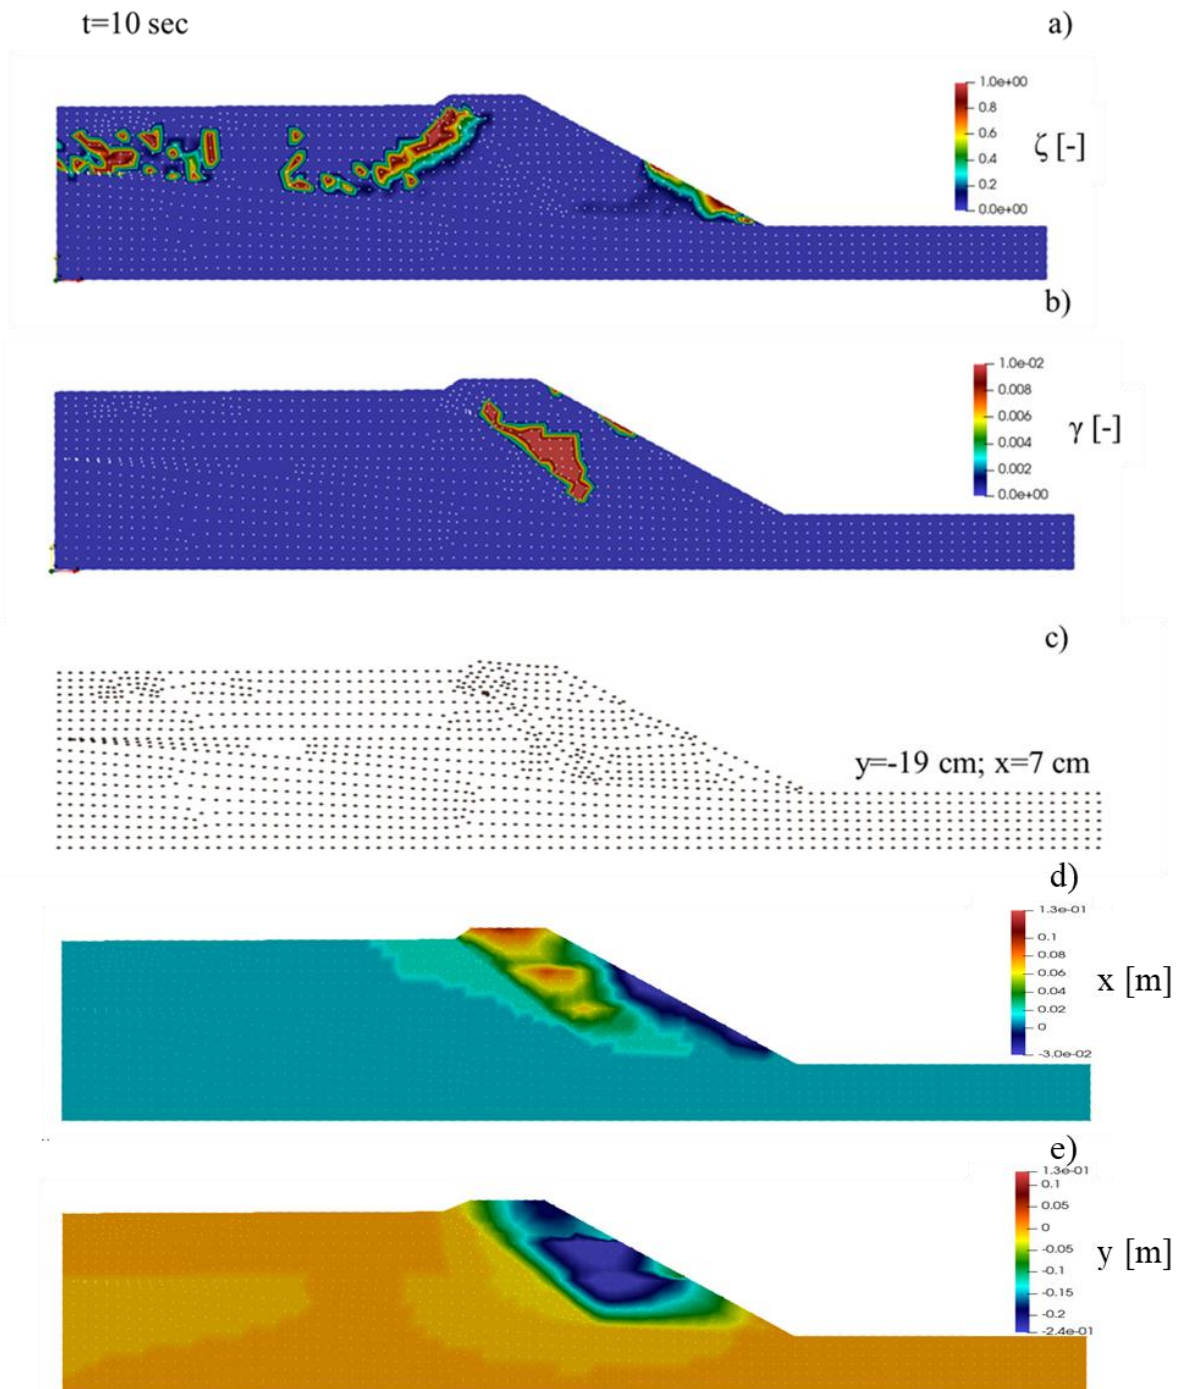 t=10 sec
a)
1.0e+00
0.8
0.6
0.4
0.2
0.0e+00
ζ [-]
b)
1.0e-02
0.008
0.006
0.004
0.002
0.0e+00
γ [-]
c)
y=-19 cm; x=7 cm
d)
1.3e-01
0.1
0.08
0.06
0.04
0.02
0
-3.0e-02
x [m]
e)
1.3e-01
0.1
0.05
0
-0.05
-0.1
-0.15
-0.2
-2.4e-01
y [m]